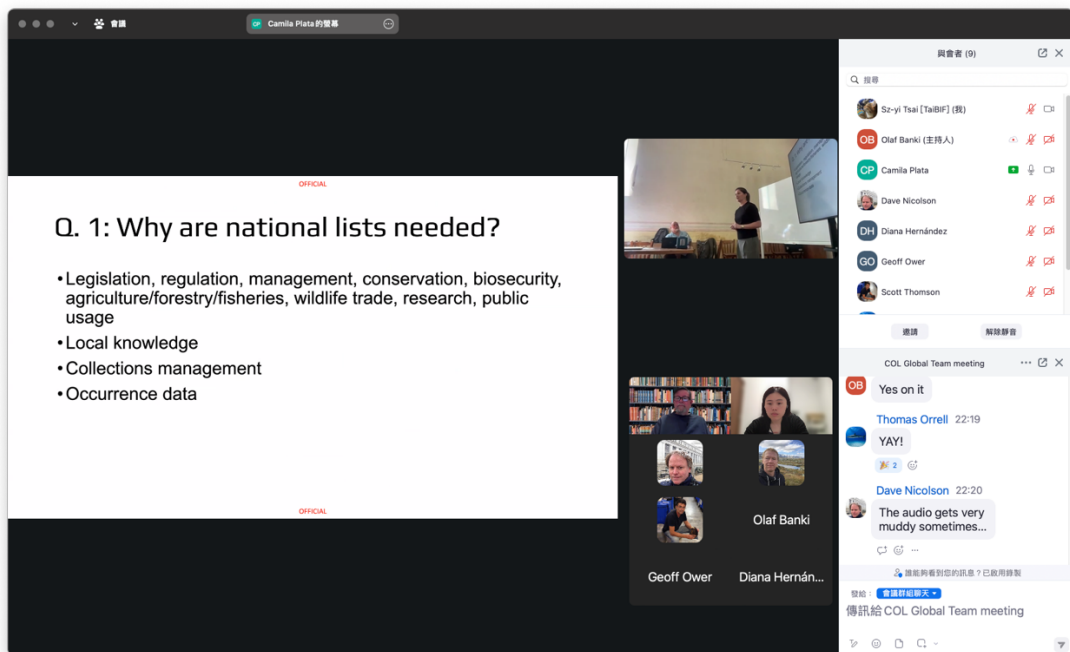 會議
CP Camila Plata 的螢幕
OFFICIAL
Q. 1: Why are national lists needed?
•Legislation, regulation, management, conservation, biosecurity,
agriculture/forestry/fisheries, wildlife trade, research, public
usage
•Local knowledge
•Collections management
•Occurrence data
OFFICIAL
Olaf Banki
Geoff Ower
Diana Hernán...
與會者 (9)
搜尋
Sz-yi Tsai [TaiBIF] (我)
OB Olaf Banki (主持人)
CP Camila Plata
Dave Nicolson
DH Diana Hernández
GO Geoff Ower
Scott Thomson
邀請
解除靜音
COL Global Team meeting
OB
Yes on it
Thomas Orrell 22:19
YAY!
2
Dave Nicolson 22:20
The audio gets very
muddy sometimes...
誰能夠看到您的訊息？已啟用錄製
發給：
會議群組聊天
傳訊給 COL Global Team meeting